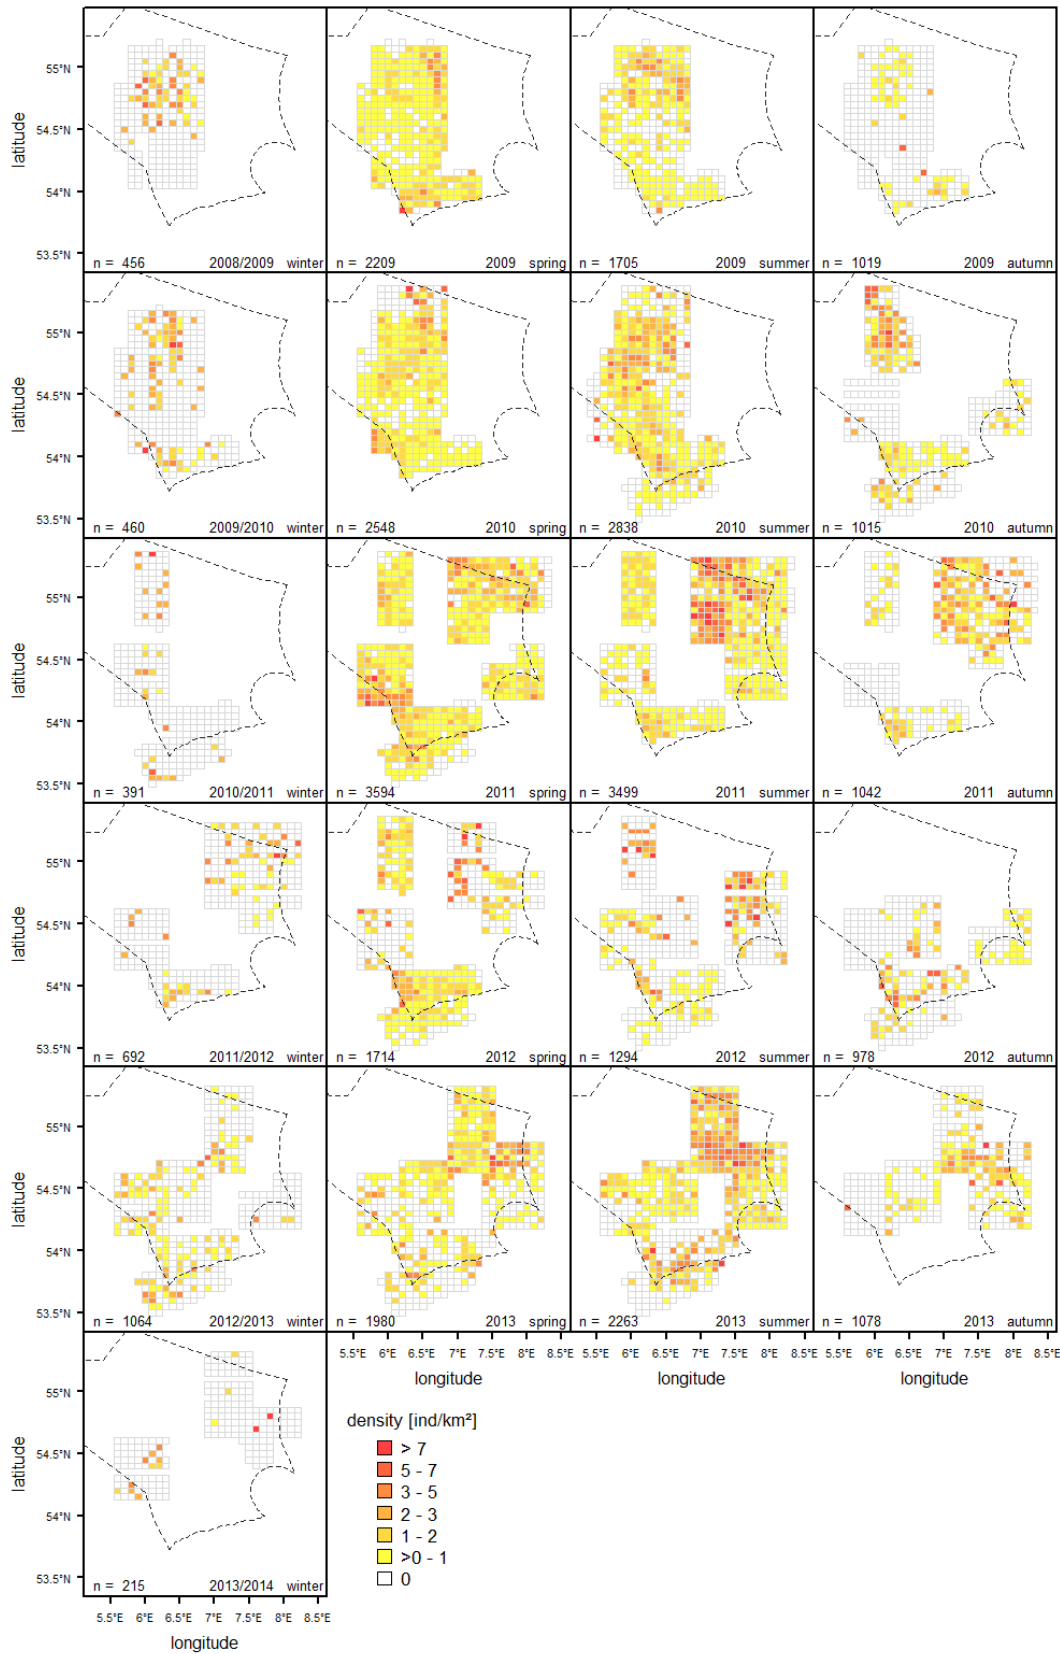 latitude
55°N
54.5°N
54°N
53.5°N
n = 456 2008/2009 winter
n = 2209 2009 spring
n = 1705 2009 summer
n = 1019 2009 autumn
latitude
55°N
54.5°N
54°N
53.5°N
n = 460 2009/2010 winter
n = 2548 2010 spring
n = 2838 2010 summer
n = 1015 2010 autumn
latitude
55°N
54.5°N
54°N
53.5°N
n = 391 2010/2011 winter
n = 3594 2011 spring
n = 3499 2011 summer
n = 1042 2011 autumn
latitude
55°N
54.5°N
54°N
53.5°N
n = 692 2011/2012 winter
n = 1714 2012 spring
n = 1294 2012 summer
n = 978 2012 autumn
latitude
55°N
54.5°N
54°N
53.5°N
n = 1064 2012/2013 winter
n = 1980 2013 spring
n = 2263 2013 summer
n = 1078 2013 autumn
5.5°E 6°E 6.5°E 7°E 7.5°E 8°E 8.5°E
5.5°E 6°E 6.5°E 7°E 7.5°E 8°E 8.5°E
5.5°E 6°E 6.5°E 7°E 7.5°E 8°E 8.5°E
longitude
longitude
longitude
latitude
55°N
54.5°N
54°N
53.5°N
n = 215 2013/2014 winter
5.5°E 6°E 6.5°E 7°E 7.5°E 8°E 8.5°E
longitude
density [ind/km²]
> 7
5 - 7
3 - 5
2 - 3
1 - 2
>0 - 1
0